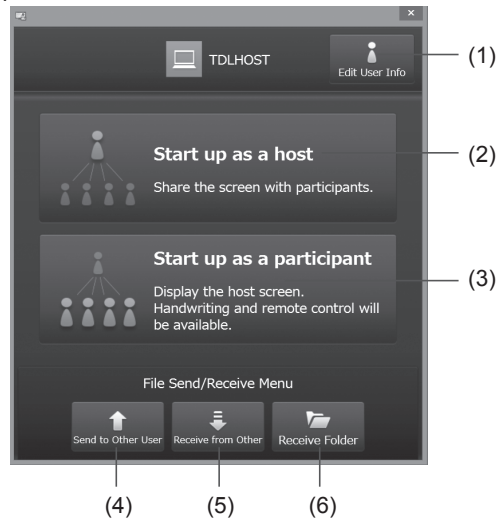 TDLHOST
Edit User Info
(1)
Start up as a host
Share the screen with participants.
(2)
Start up as a participant
Display the host screen.
Handwriting and remote control will
be available.
(3)
File Send/Receive Menu
Send to Other User
Receive from Other
Receive Folder
(4)
(5)
(6)